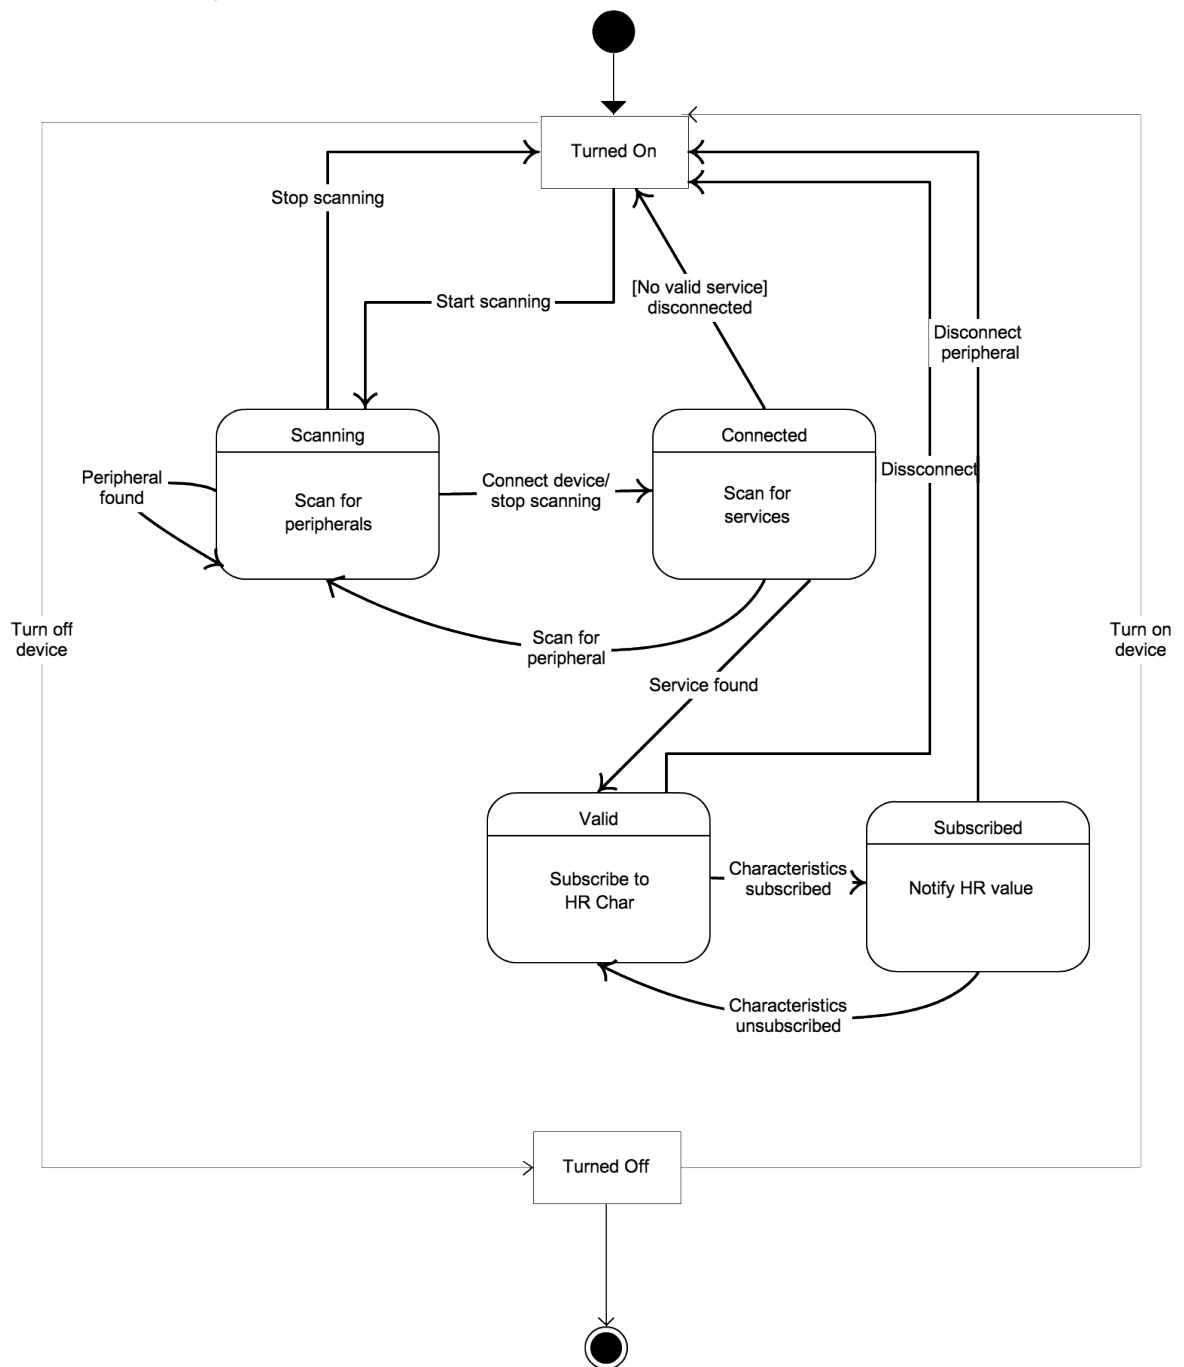 Turned On
Stop scanning
Start scanning
[No valid service]
disconnected
Disconnect
peripheral
Scanning
Scan for
peripherals
Peripheral
found
Connect device/
stop scanning
Connected
Scan for
services
Dissconnect
Turn off
device
Scan for
peripheral
Turn on
device
Service found
Valid
Subscribe to
HR Char
Characteristics
subscribed
Subscribed
Notify HR value
Characteristics
unsubscribed
Turned Off